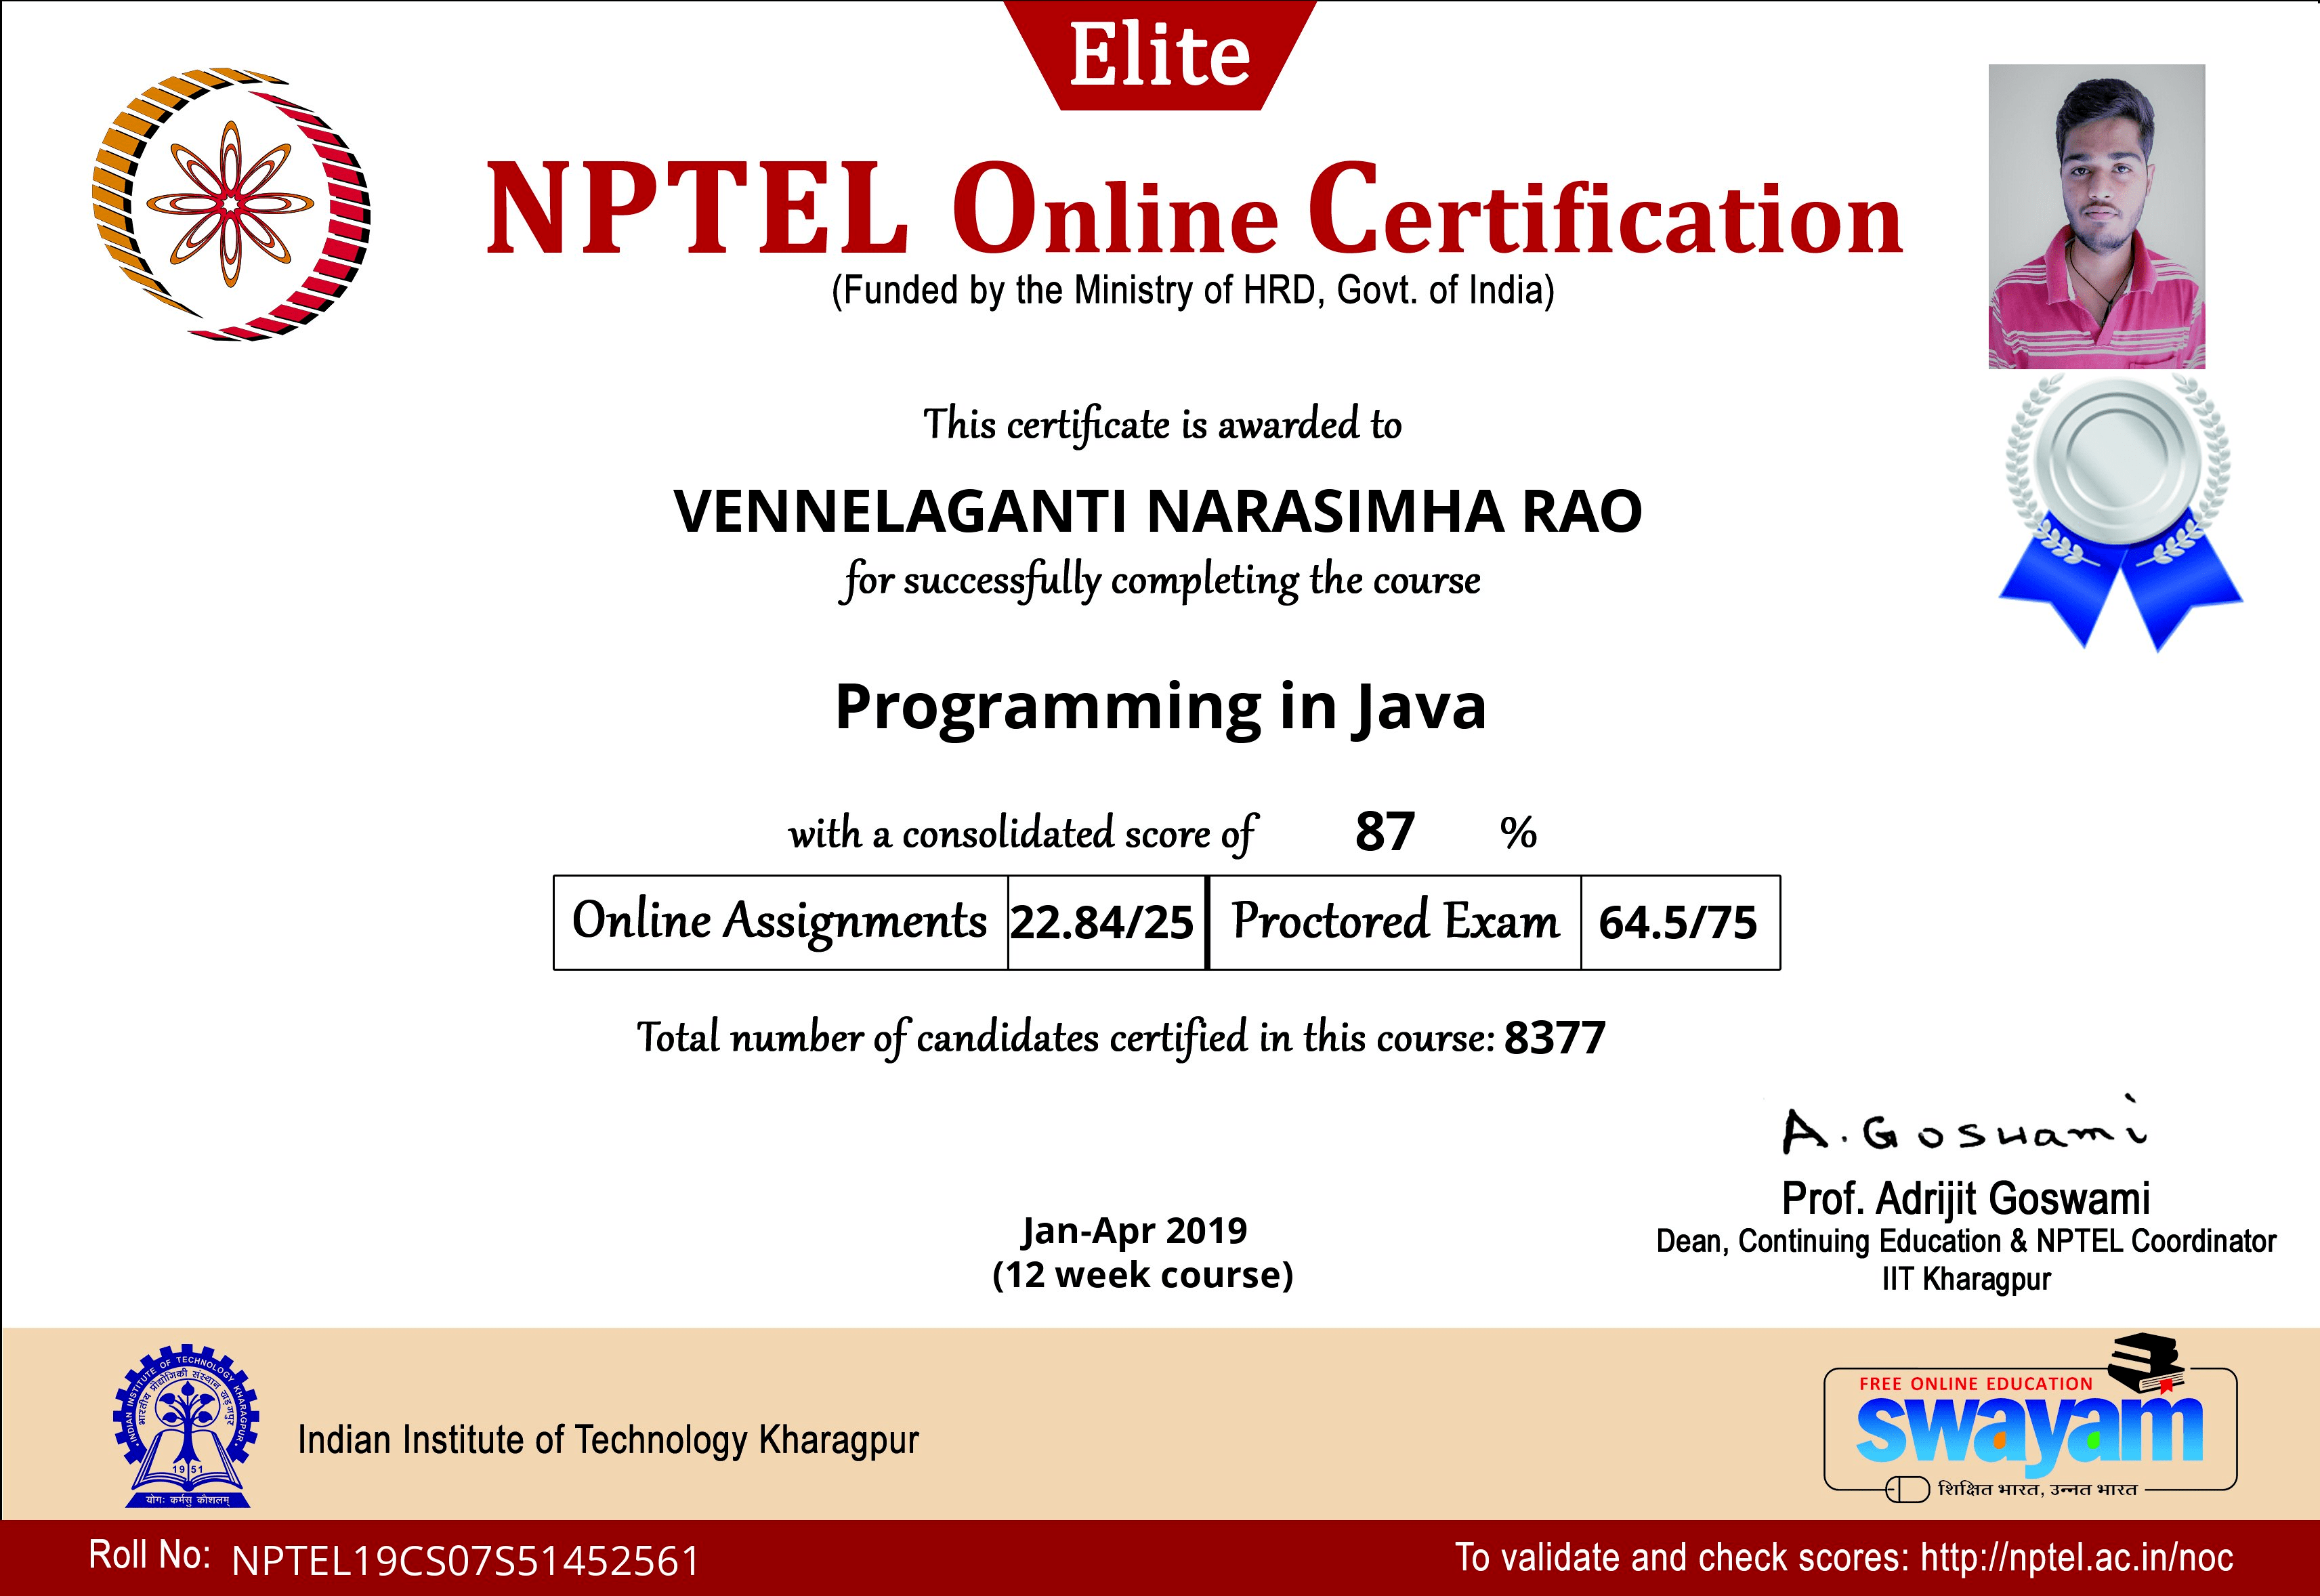 Elite
NPTEL Online Certification
(Funded by the Ministry of HRD, Govt. of India)
This certificate is awarded to
VENNELAGANTI NARASIMHA RAO
for successfully completing the course
Programming in Java
with a consolidated score of 87 %
Online Assignments 22.84/25 Proctored Exam 64.5/75
Total number of candidates certified in this course: 8377
A. Goswami
Prof. Adrijit Goswami
Dean, Continuing Education & NPTEL Coordinator
IIT Kharagpur
Jan-Apr 2019
(12 week course)
INDIAN INSTITUTE OF TECHNOLOGY KHARAGPUR
भारतीय प्रौद्योगिकी संस्थान खड़गपुर
1951
योगः कर्मसु कौशलम्
Indian Institute of Technology Kharagpur
FREE ONLINE EDUCATION
swayam
शिक्षित भारत, उन्नत भारत
Roll No: NPTEL19CS07S51452561
To validate and check scores: http://nptel.ac.in/noc